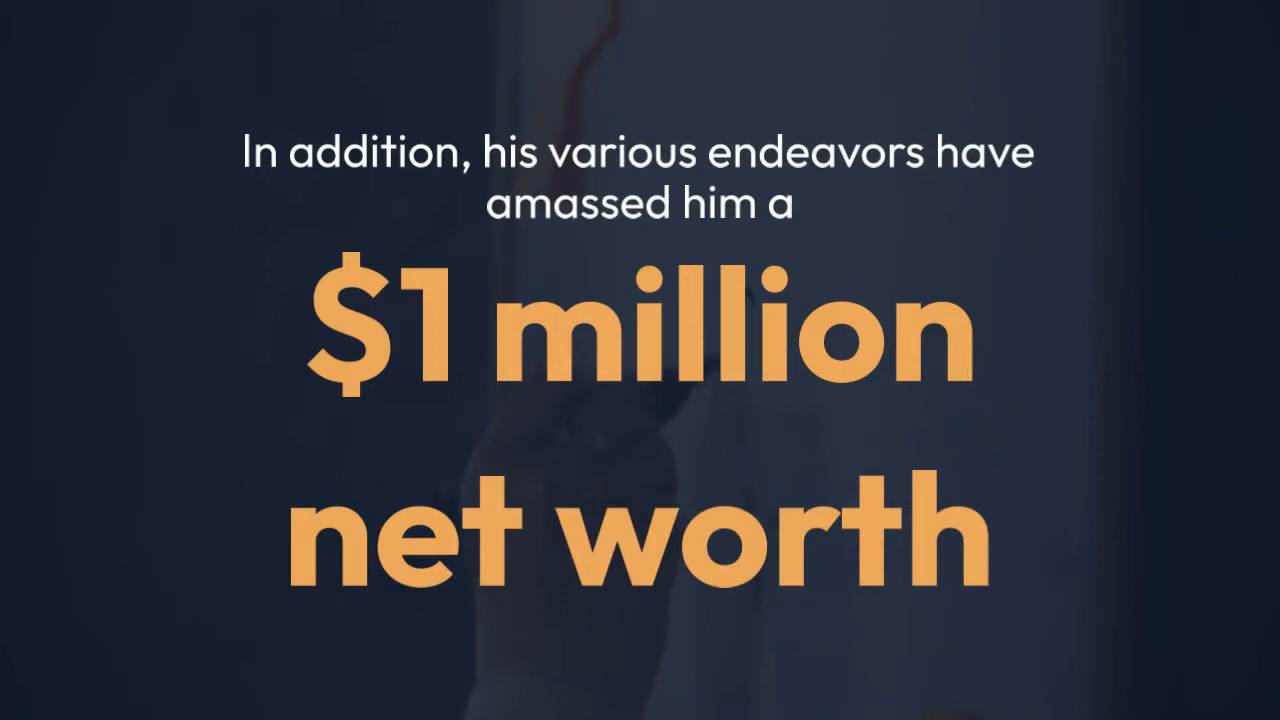 In addition, his various endeavors have
amassed him a
$1 million
net worth